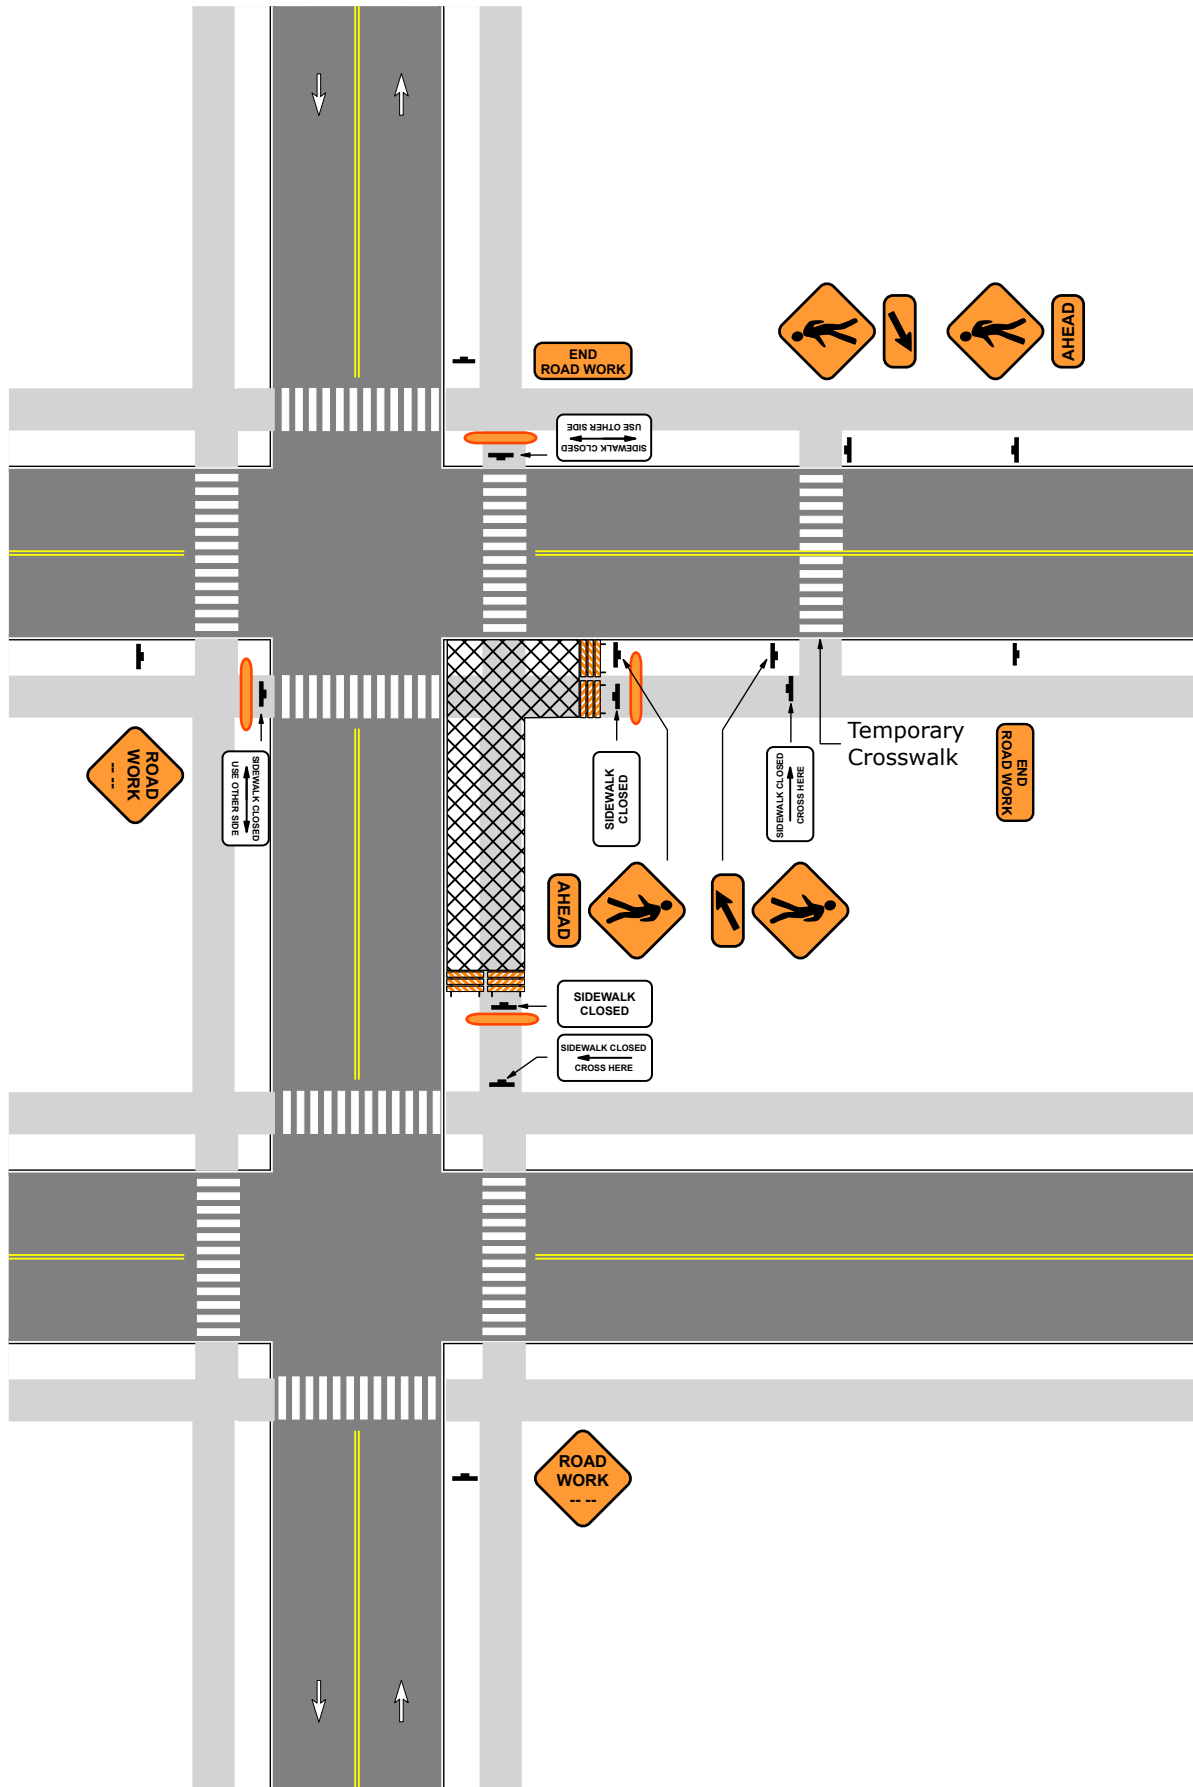 END
ROAD WORK
AHEAD
SIDEWALK CLOSED
USE OTHER SIDE
ROAD
WORK
-- --
SIDEWALK CLOSED
USE OTHER SIDE
SIDEWALK
CLOSED
SIDEWALK CLOSED
CROSS HERE
Temporary
Crosswalk
END
ROAD WORK
AHEAD
SIDEWALK
CLOSED
SIDEWALK CLOSED
CROSS HERE
ROAD
WORK
-- --